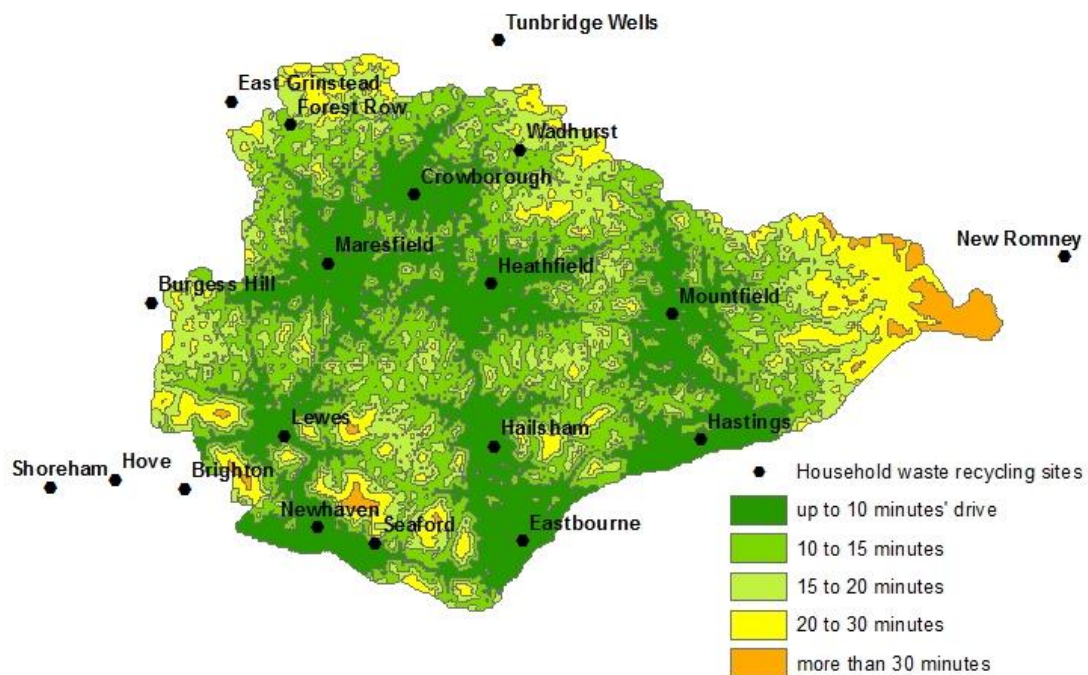 Tunbridge Wells
East Grinstead
Forest Row
Wadhurst
Crowborough
New Romney
Maresfield
Heathfield
Burgess Hill
Mountfield
Lewes
Hailsham
Hastings
Shoreham
Hove
Brighton
Newhaven
Seaford
Eastbourne
Household waste recycling sites
up to 10 minutes' drive
10 to 15 minutes
15 to 20 minutes
20 to 30 minutes
more than 30 minutes